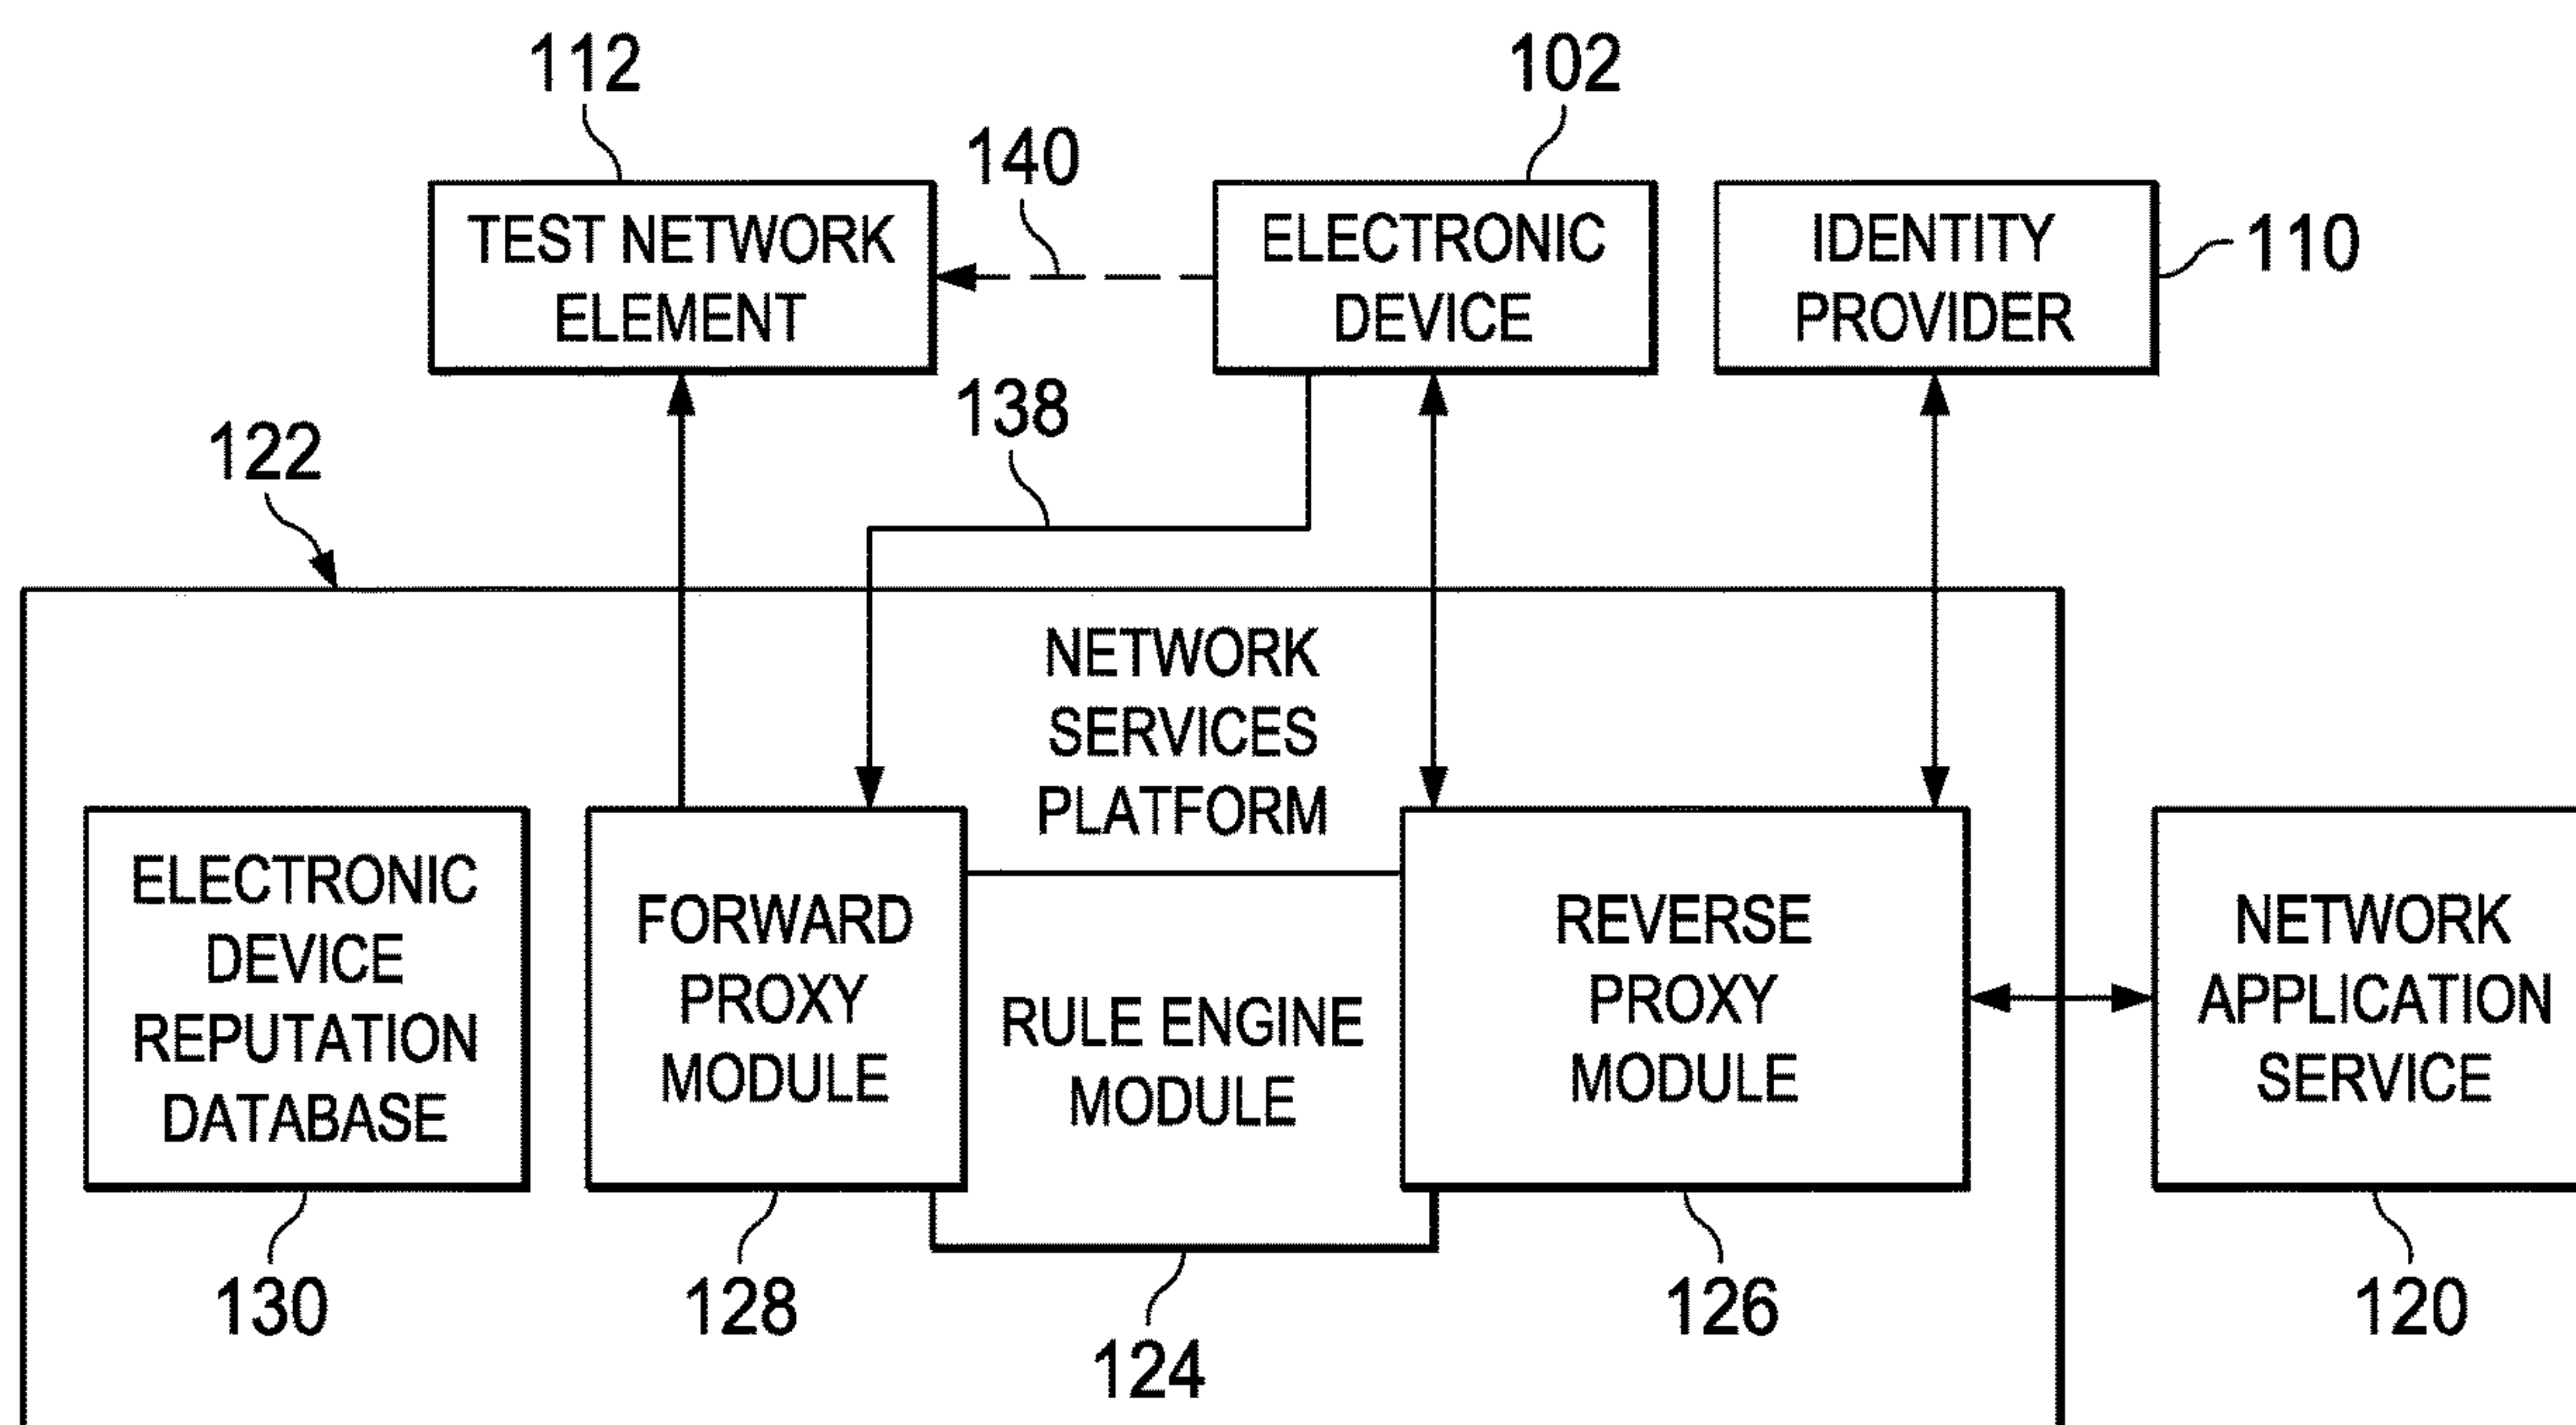 112
102
140
TEST NETWORK
ELEMENT
ELECTRONIC
DEVICE
IDENTITY
PROVIDER
110
138
122
NETWORK
SERVICES
PLATFORM
ELECTRONIC
DEVICE
REPUTATION
DATABASE
FORWARD
PROXY
MODULE
RULE ENGINE
MODULE
REVERSE
PROXY
MODULE
NETWORK
APPLICATION
SERVICE
130
128
124
126
120